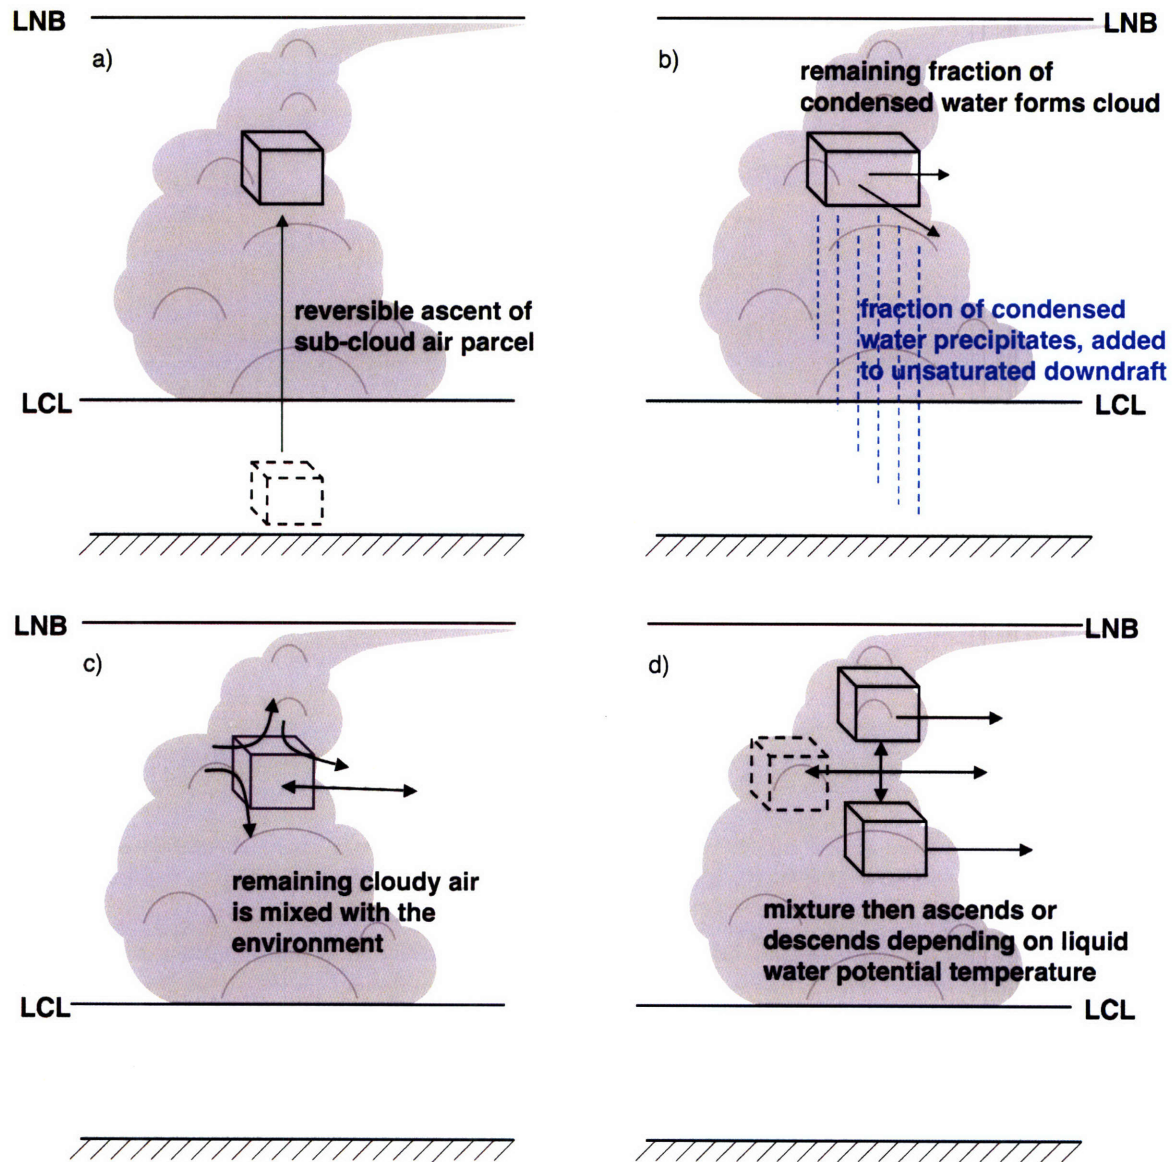 LNB
a)
reversible ascent of
sub-cloud air parcel
LCL
LNB
b)
remaining fraction of
condensed water forms cloud
fraction of condensed
water precipitates, added
to unsaturated downdraft
LCL
LNB
c)
remaining cloudy air
is mixed with the
environment
LCL
LNB
d)
mixture then ascends or
descends depending on liquid
water potential temperature
LCL